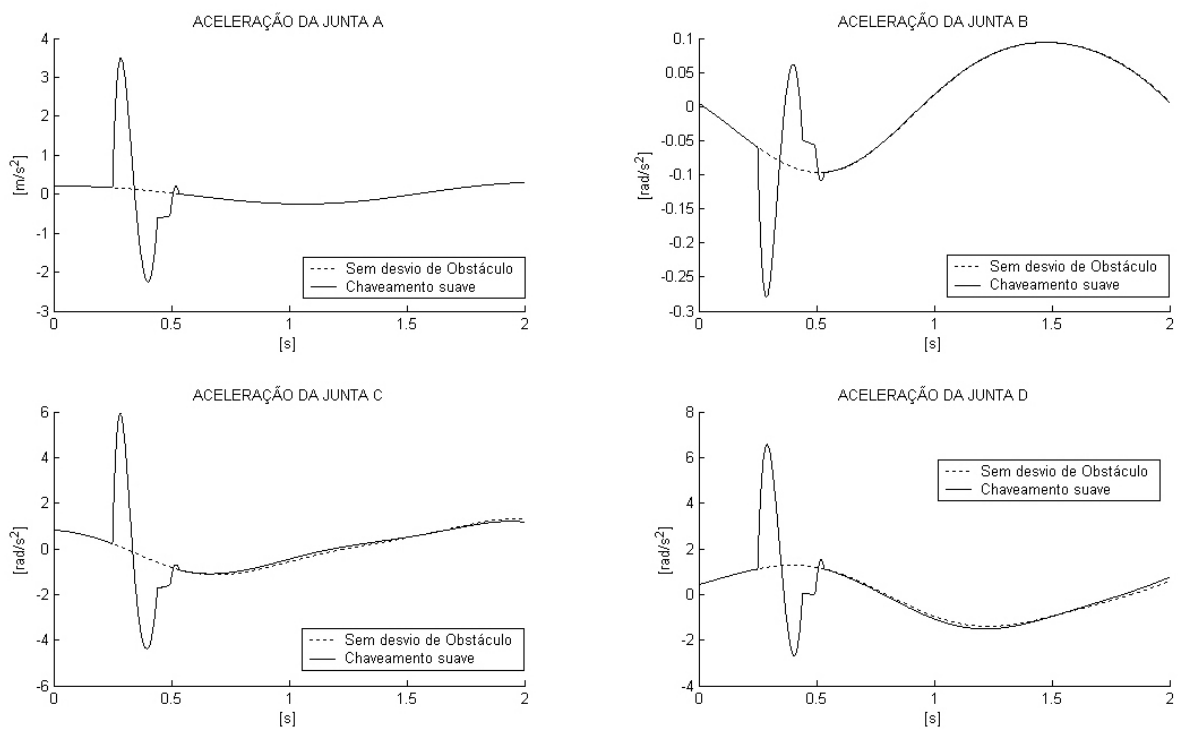 ACELERAÇÃO DA JUNTA A
4
3
2
1
0
-1
-2
-3
[m/s²]
0 0.5 1 1.5 2
[s]
Sem desvio de Obstáculo
Chaveamento suave
ACELERAÇÃO DA JUNTA B
0.1
0.05
0
-0.05
-0.1
-0.15
-0.2
-0.25
-0.3
[rad/s²]
0 0.5 1 1.5 2
[s]
Sem desvio de Obstáculo
Chaveamento suave
ACELERAÇÃO DA JUNTA C
6
4
2
0
-2
-4
-6
[rad/s²]
0 0.5 1 1.5 2
[s]
Sem desvio de Obstáculo
Chaveamento suave
ACELERAÇÃO DA JUNTA D
8
6
4
2
0
-2
-4
[rad/s²]
0 0.5 1 1.5 2
[s]
Sem desvio de Obstáculo
Chaveamento suave